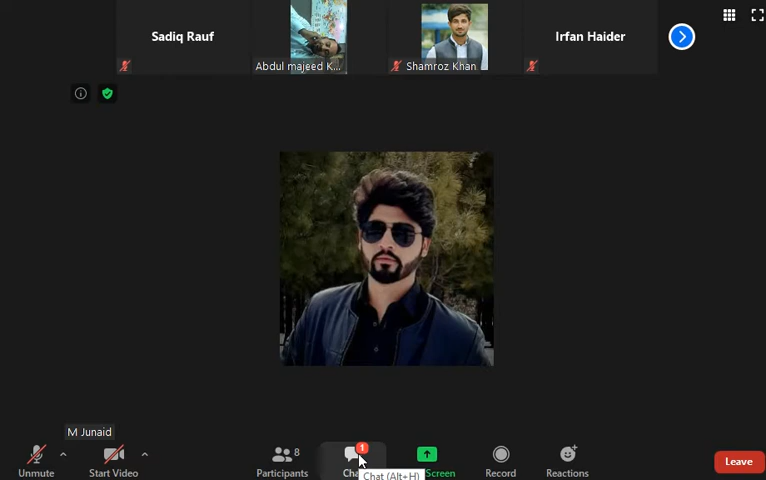 Sadiq Rauf
Abdul majeed K...
Shamroz Khan
Irfan Haider
M Junaid
Unmute
Start Video
8
Participants
1
Cha
Screen
Record
Reactions
Leave
Chat (Alt+H)